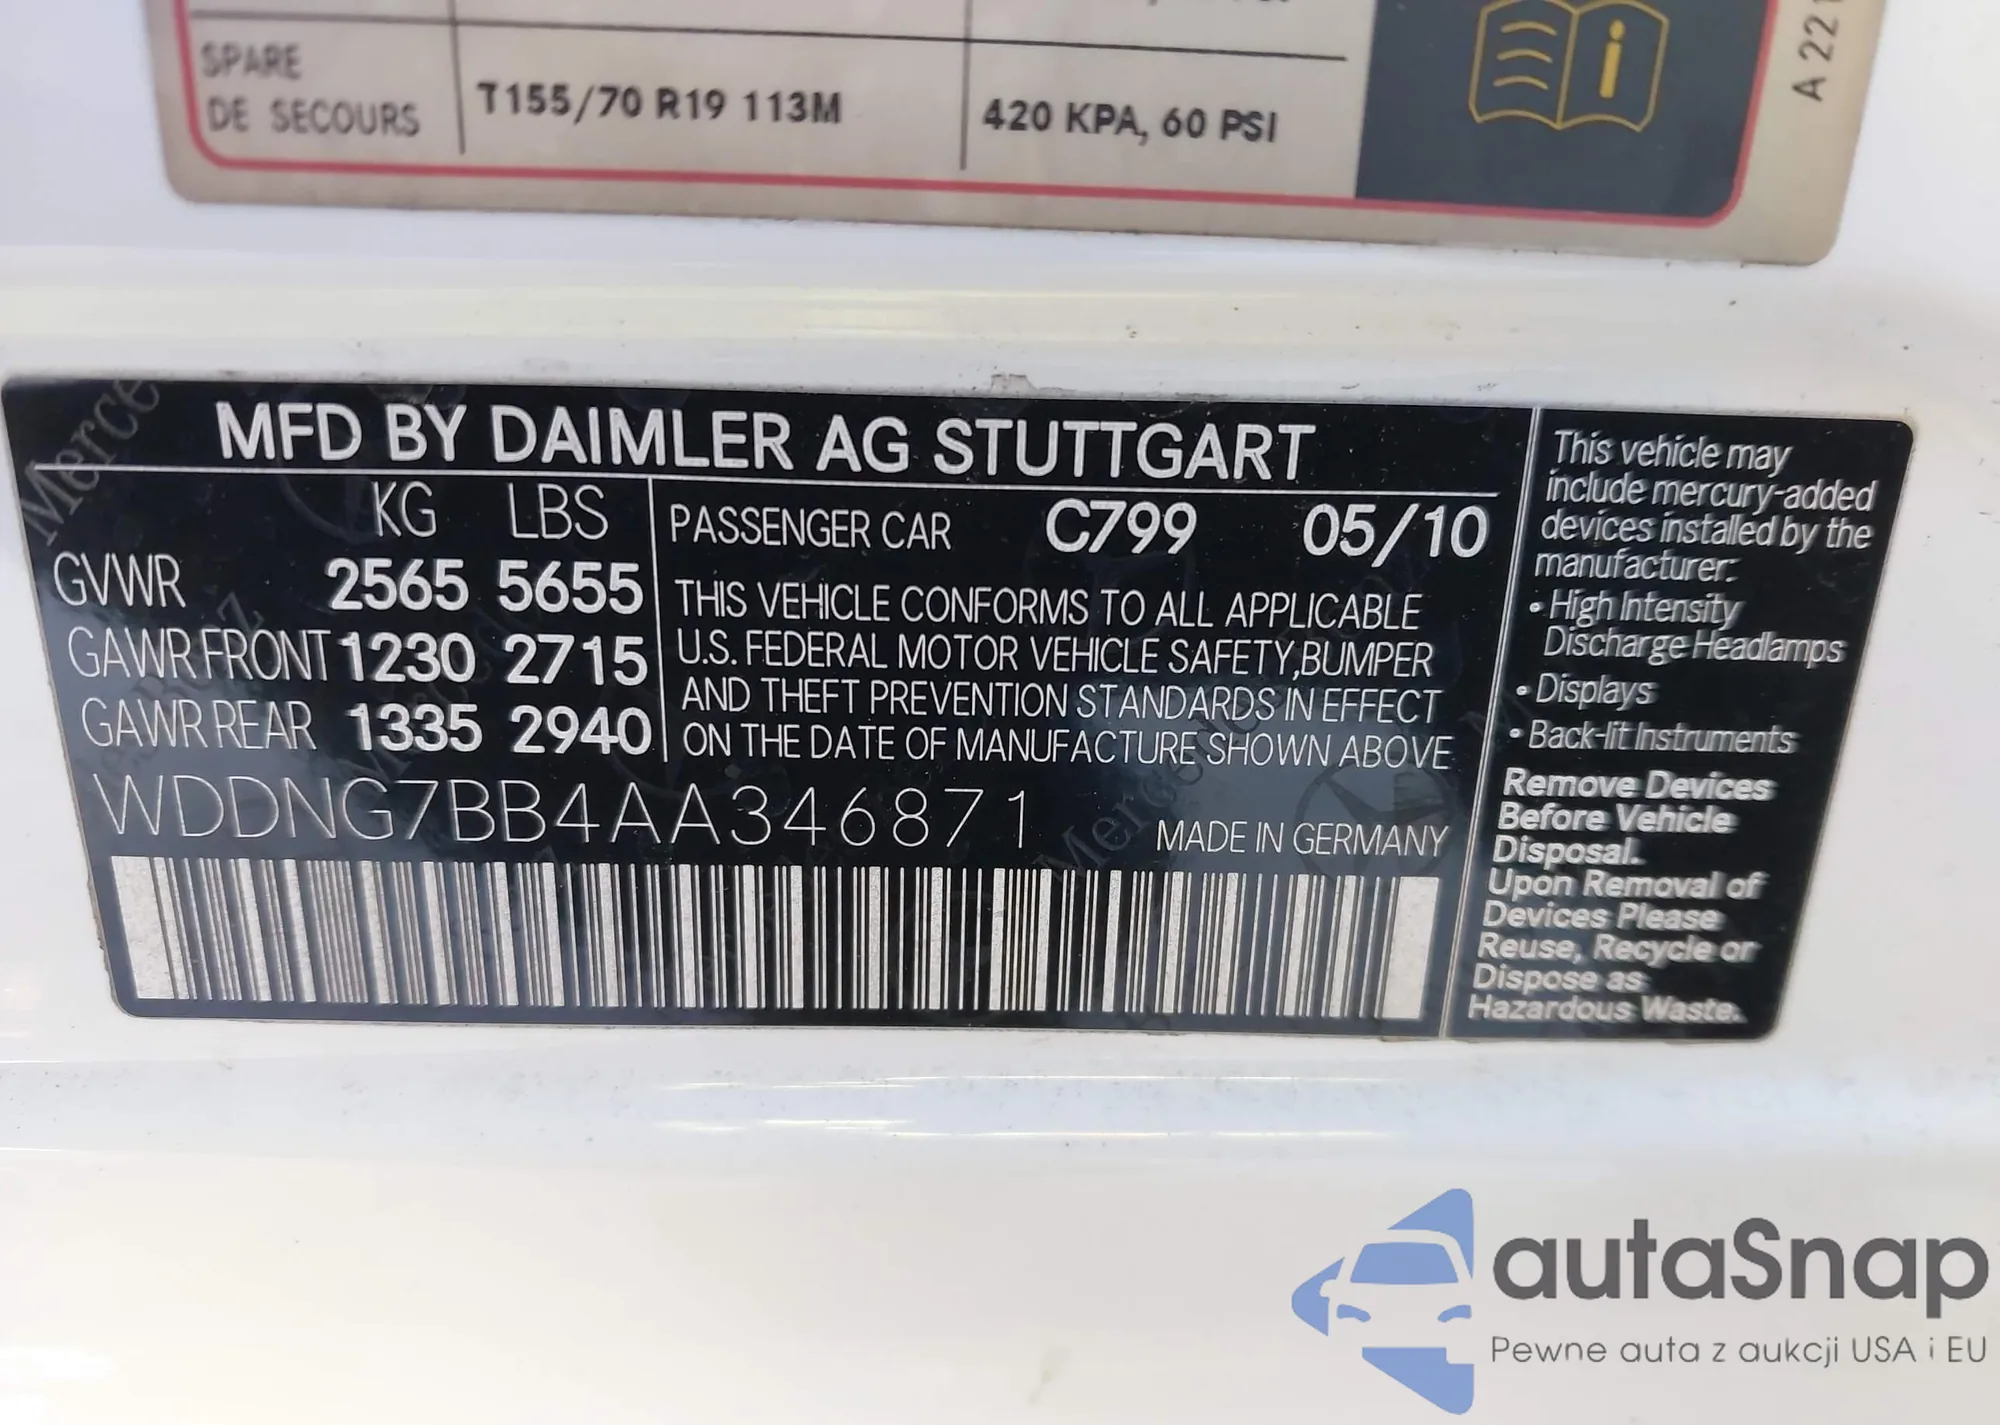 SPARE
DE SECOURS
T155/70 R19 113M
420 KPA, 60 PSI
A 221
MFD BY DAIMLER AG STUTTGART
KG LBS
GVWR 2565 5655
GAWR FRONT 1230 2715
GAWR REAR 1335 2940
PASSENGER CAR C799 05/10
THIS VEHICLE CONFORMS TO ALL APPLICABLE
U.S. FEDERAL MOTOR VEHICLE SAFETY,BUMPER
AND THEFT PREVENTION STANDARDS IN EFFECT
ON THE DATE OF MANUFACTURE SHOWN ABOVE
WDDNG7BB4AA346871
MADE IN GERMANY
This vehicle may
include mercury-added
devices installed by the
manufacturer:
• High Intensity
Discharge Headlamps
• Displays
• Back-lit Instruments
Remove Devices
Before Vehicle
Disposal.
Upon Removal of
Devices Please
Reuse, Recycle or
Dispose as
Hazardous Waste.
autaSnap
Pewne auta z aukcji USA i EU